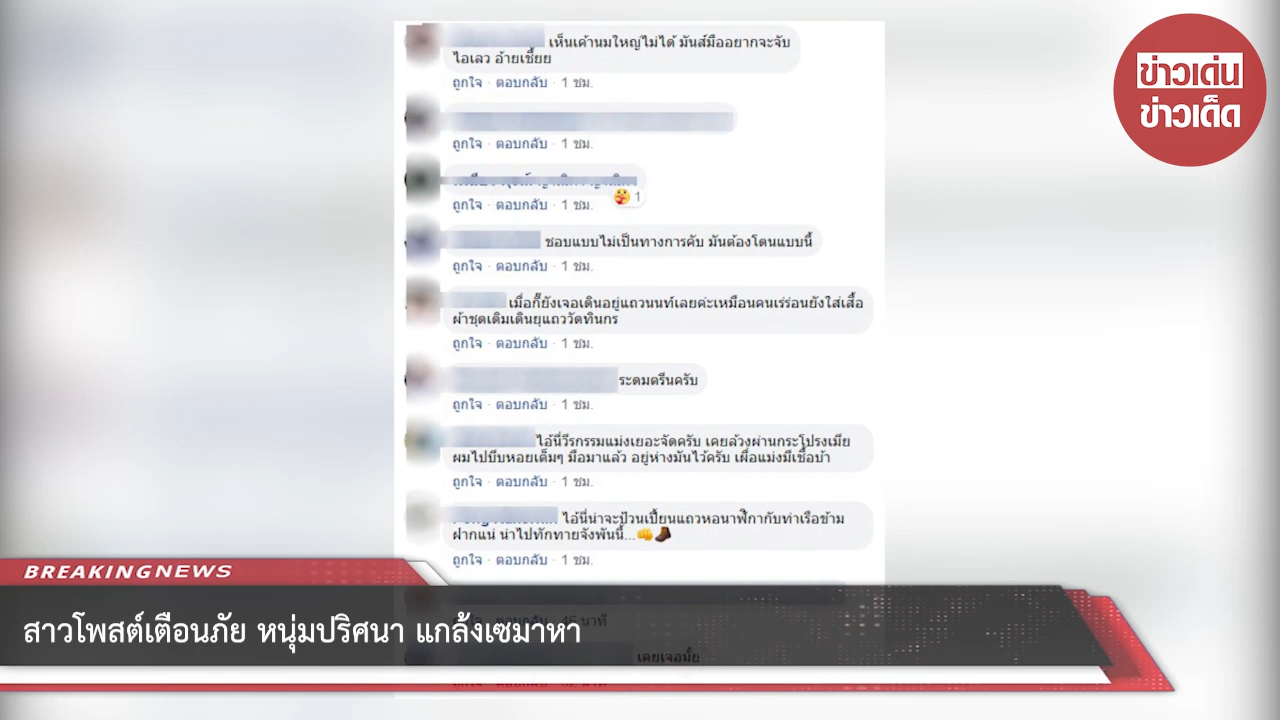 ข่าวเด่น
ข่าวเด็ด
เห็นเค้านมใหญ่ไม่ได้ มันส์มืออยากจะจับ
ไอเลว อ้ายเชี้ยย
ถูกใจ · ตอบกลับ · 1 ชม.
ถูกใจ · ตอบกลับ · 1 ชม.
1
ถูกใจ · ตอบกลับ · 1 ชม.
ชอบแบบไม่เป็นทางการคับ มันต้องโดนแบบนี้
ถูกใจ · ตอบกลับ · 1 ชม.
เมื่อกี๊ยังเจอเดินอยู่แถวนนท์เลยค่ะเหมือนคนเร่ร่อนยังใส่เสื้อ
ผ้าชุดเดิมเดินยุแถววัดทินกร
ถูกใจ · ตอบกลับ · 1 ชม.
ระดมตรีนครับ
ถูกใจ · ตอบกลับ · 1 ชม.
ไอ้นี่วีรกรรมแม่งเยอะจัดครับ เคยล้วงผ่านกระโปรงเมีย
ผมไปบีบหอยเต็มๆ มือมาแล้ว อยู่ห่างมันไว้ครับ เผื่อแม่งมีเชื้อบ้า
ถูกใจ · ตอบกลับ · 1 ชม.
ไอ้นี่น่าจะป้วนเปี้ยนแถวหอนาฬิกากับท่าเรือข้าม
ฝากแน่ น่าไปทักทายจังพันนี้...👊🥾
ถูกใจ · ตอบกลับ · 1 ชม.
BREAKINGNEWS
สาวโพสต์เตือนภัย หนุ่มปริศนา แกล้งเซมาหา
เคยเจอมั้ย